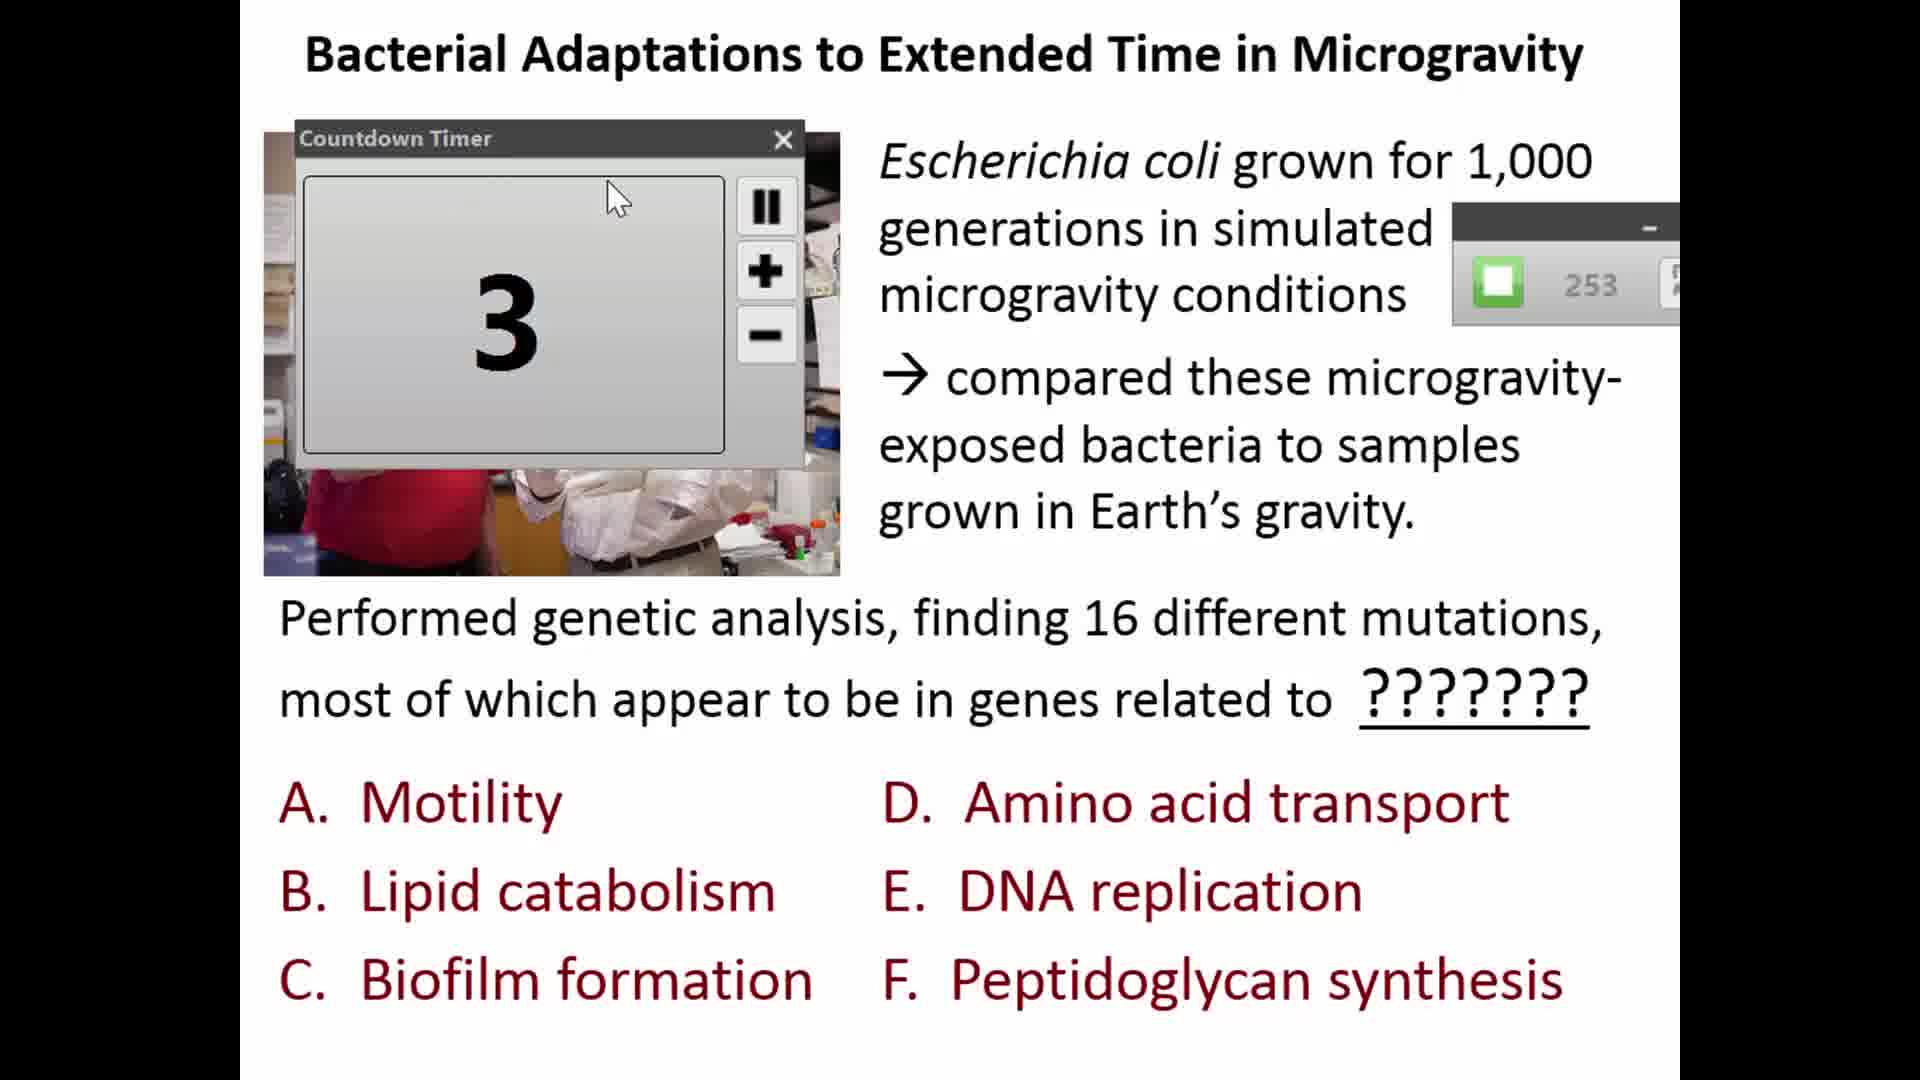 Bacterial Adaptations to Extended Time in Microgravity
Countdown Timer
3
Escherichia coli grown for 1,000
generations in simulated
microgravity conditions
253
→ compared these microgravity-
exposed bacteria to samples
grown in Earth’s gravity.
Performed genetic analysis, finding 16 different mutations,
most of which appear to be in genes related to ???????
A. Motility
B. Lipid catabolism
C. Biofilm formation
D. Amino acid transport
E. DNA replication
F. Peptidoglycan synthesis